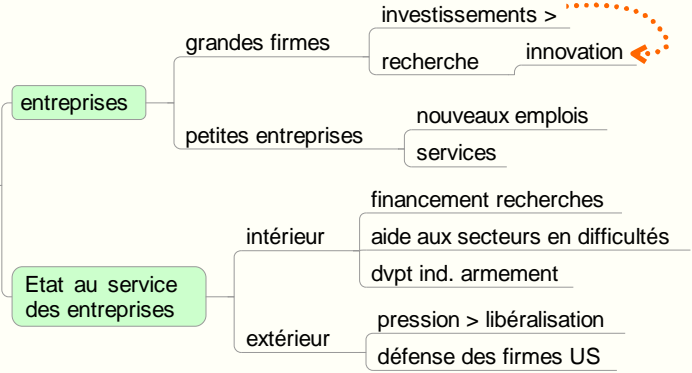 investissements >
grandes firmes
recherche
innovation
entreprises
nouveaux emplois
petites entreprises
services
financement recherches
intérieur
aide aux secteurs en difficultés
dvpt ind. armement
Etat au service
des entreprises
pression > libéralisation
extérieur
défense des firmes US